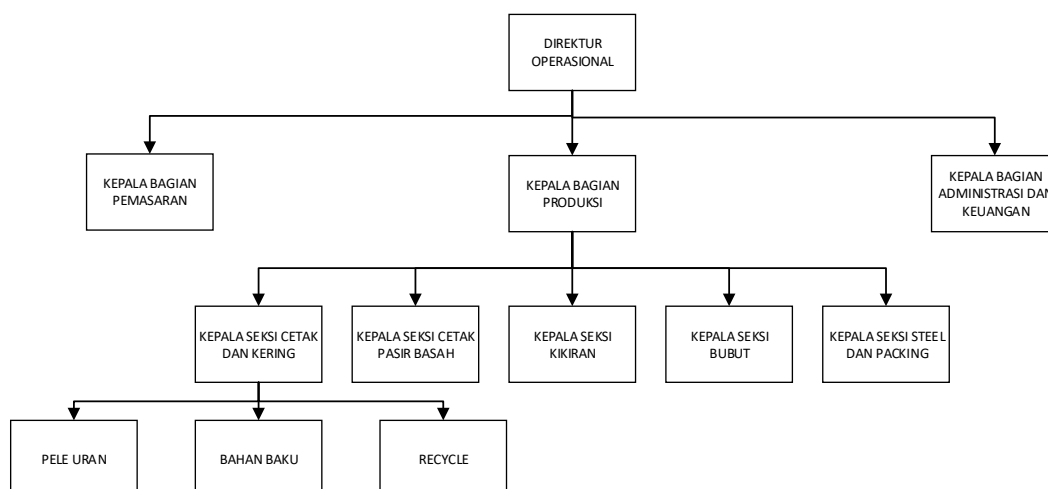 DIREKTUR
OPERASIONAL
KEPALA BAGIAN
PEMASARAN
KEPALA BAGIAN
PRODUKSI
KEPALA BAGIAN
ADMINISTRASI DAN
KEUANGAN
KEPALA SEKSI CETAK
DAN KERING
KEPALA SEKSI CETAK
PASIR BASAH
KEPALA SEKSI
KIKIRAN
KEPALA SEKSI
BUBUT
KEPALA SEKSI STEEL
DAN PACKING
PELE URAN
BAHAN BAKU
RECYCLE